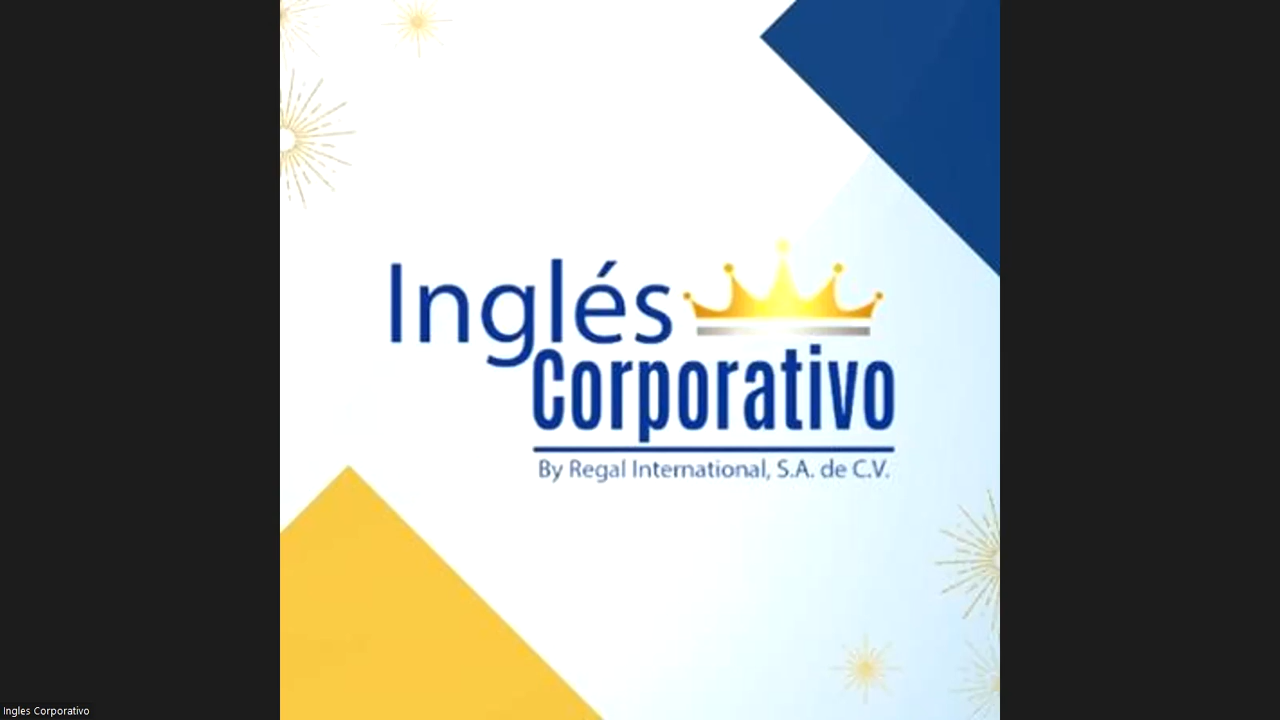 Inglés
Corporativo
By Regal International, S.A. de C.V.
Ingles Corporativo